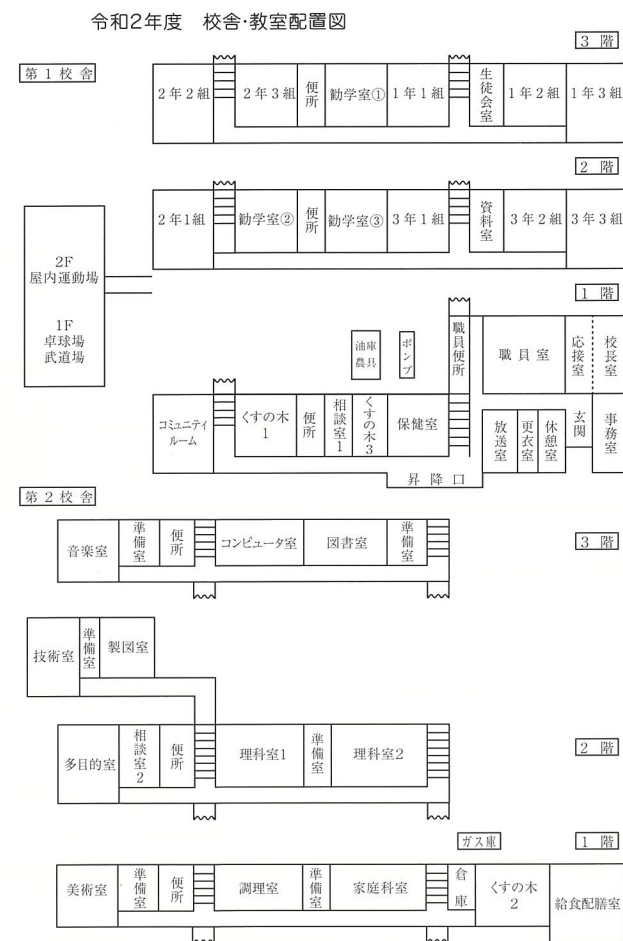 令和2年度 校舎・教室配置図
3 階
第 1 校 舎
2年2組 2年3組 便所 勧学室① 1年1組 生徒会室 1年2組 1年3組
2 階
2年1組 勧学室② 便所 勧学室③ 3年1組 資料室 3年2組 3年3組
2F
屋内運動場
1F
卓球場
武道場
1 階
油庫
農具
ポンプ
職員便所
職員室
応接室
校長室
コミュニティ
ルーム
くすの木
1
便所
相談室1
くすの木3
保健室
放送室
更衣室
休憩室
玄関
事務室
昇降口
第 2 校 舎
3 階
音楽室 準備室 便所 コンピュータ室 図書室 準備室
技術室 準備室 製図室
2 階
多目的室 相談室2 便所 理科室1 準備室 理科室2
ガス庫
1 階
美術室 準備室 便所 調理室 準備室 家庭科室 倉庫
くすの木
2
給食配膳室